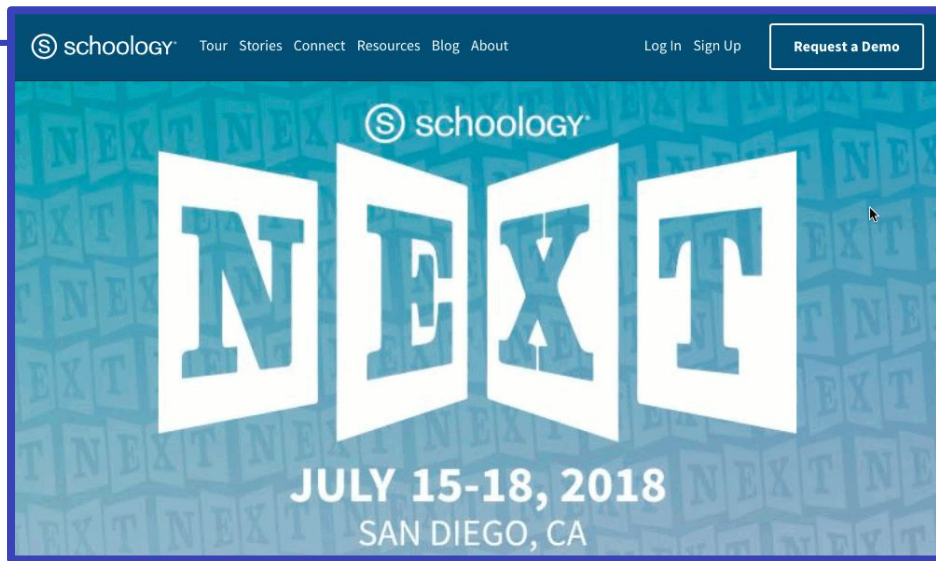 schoology Tour Stories Connect Resources Blog About Log In Sign Up Request a Demo
schoology
NEXT
JULY 15-18, 2018
SAN DIEGO, CA